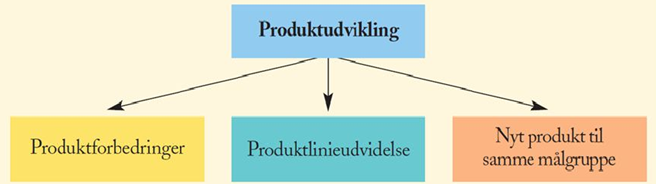 Produktudvikling
Produktforbedringer
Produktlinieudvidelse
Nyt produkt til
samme målgruppe